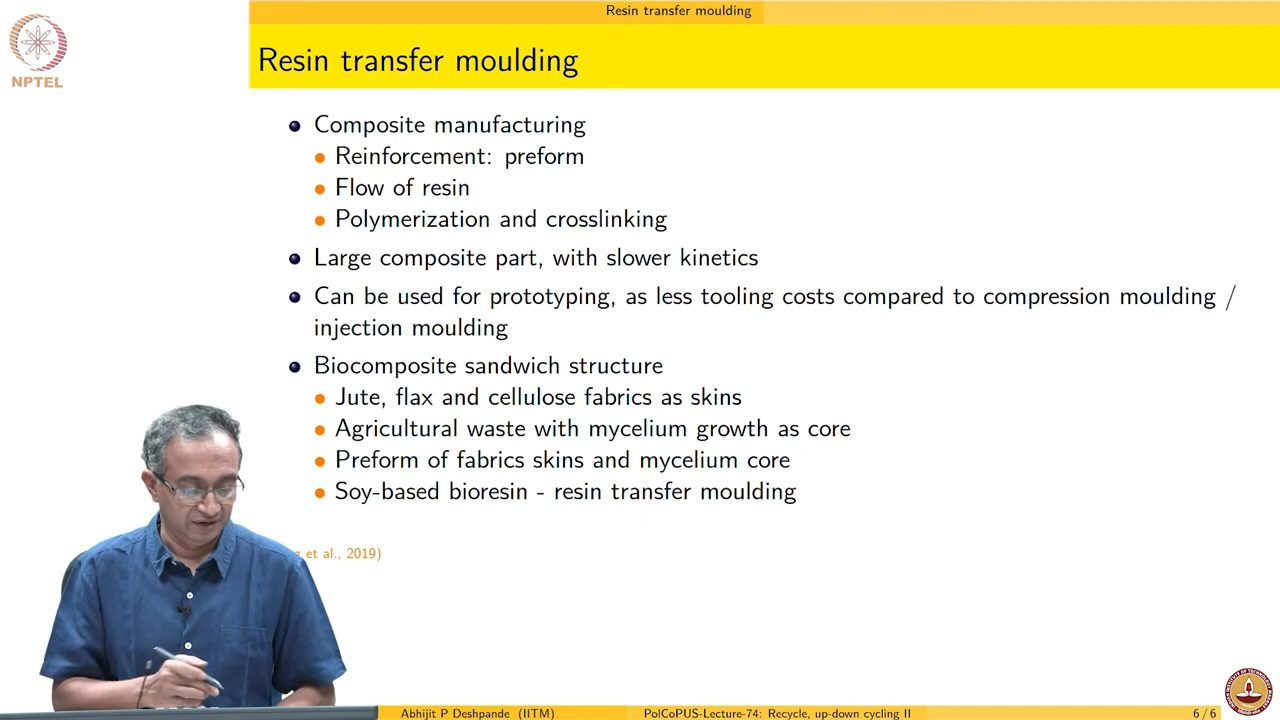 Resin transfer moulding
NPTEL
Resin transfer moulding
Composite manufacturing
Reinforcement: preform
Flow of resin
Polymerization and crosslinking
Large composite part, with slower kinetics
Can be used for prototyping, as less tooling costs compared to compression moulding /
injection moulding
Biocomposite sandwich structure
Jute, flax and cellulose fabrics as skins
Agricultural waste with mycelium growth as core
Preform of fabrics skins and mycelium core
Soy-based bioresin - resin transfer moulding
et al., 2019)
Abhijit P Deshpande (IITM)
PolCoPUS-Lecture-74: Recycle, up-down cycling II
6 / 6